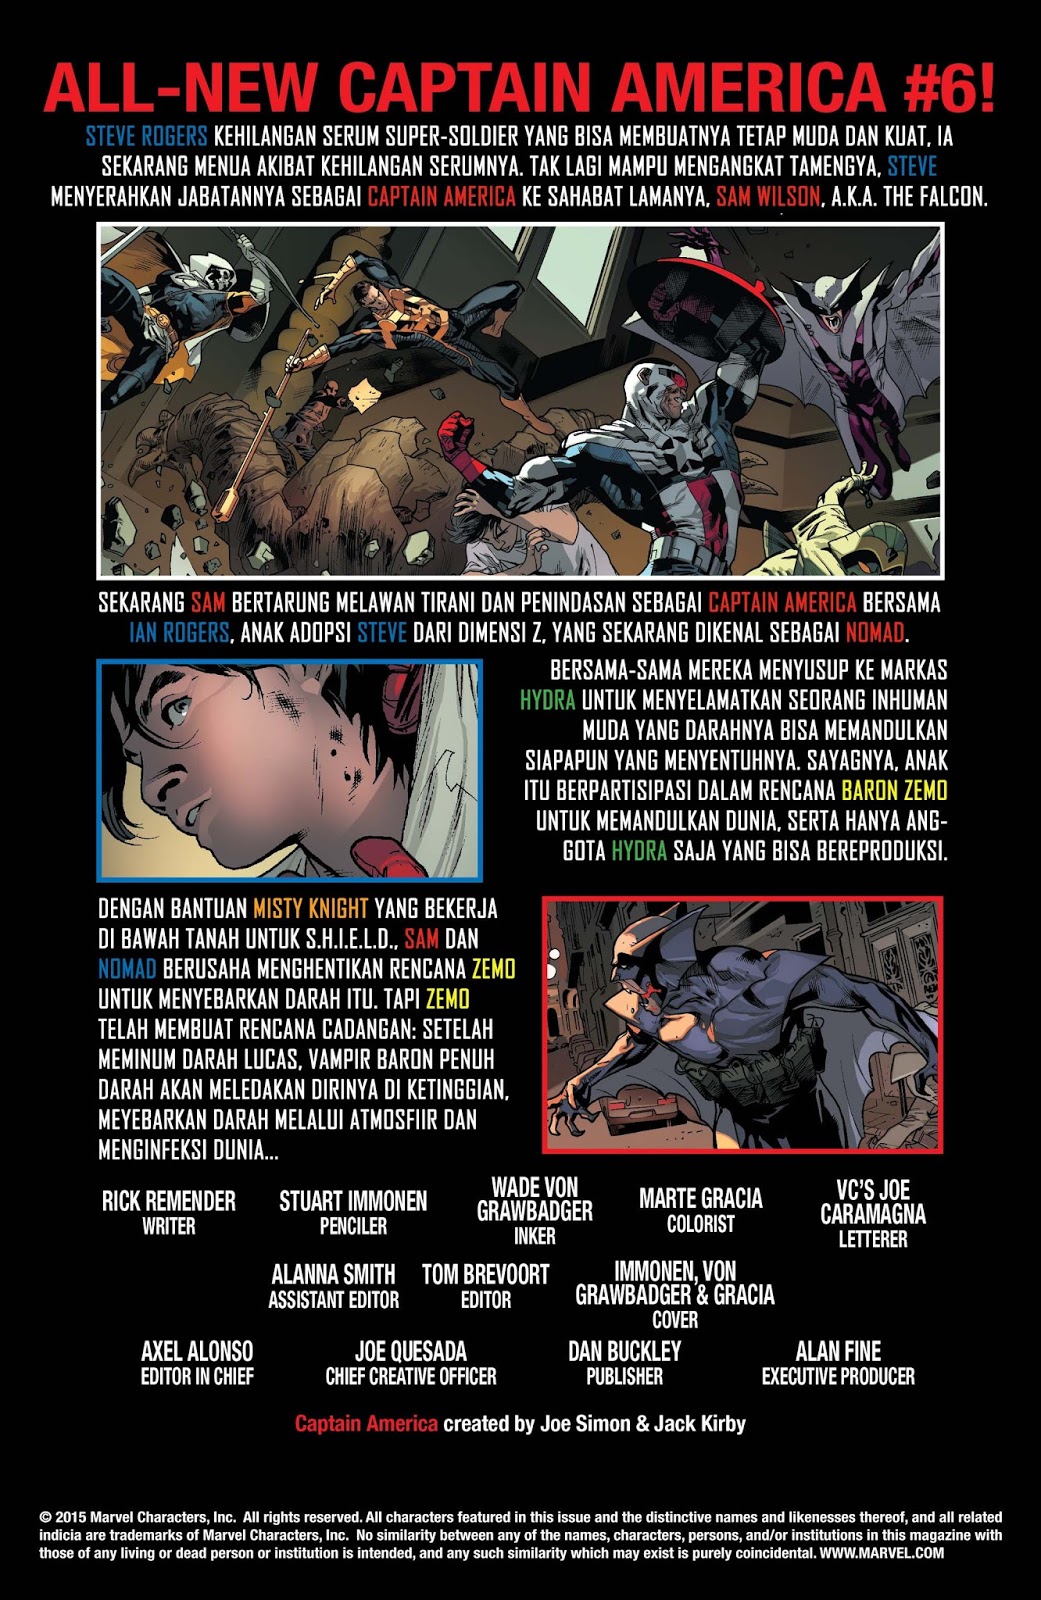 ALL-NEW CAPTAIN AMERICA #6!
STEVE ROGERS KEHILANGAN SERUM SUPER-SOLDIER YANG BISA MEMBUATNYA TETAP MUDA DAN KUAT, IA
SEKARANG MENUA AKIBAT KEHILANGAN SERUMNYA. TAK LAGI MAMPU MENGANGKAT TAMENGYA, STEVE
MENYERAHKAN JABATANNYA SEBAGAI CAPTAIN AMERICA KE SAHABAT LAMANYA, SAM WILSON, A.K.A. THE FALCON.
SEKARANG SAM BERTARUNG MELAWAN TIRANI DAN PENINDASAN SEBAGAI CAPTAIN AMERICA BERSAMA
IAN ROGERS, ANAK ADOPSI STEVE DARI DIMENSI Z, YANG SEKARANG DIKENAL SEBAGAI NOMAD.
BERSAMA-SAMA MEREKA MENYUSUP KE MARKAS
HYDRA UNTUK MENYELAMATKAN SEORANG INHUMAN
MUDA YANG DARAHNYA BISA MEMANDULKAN
SIAPAPUN YANG MENYENTUHNYA. SAYAGNYA, ANAK
ITU BERPARTISIPASI DALAM RENCANA BARON ZEMO
UNTUK MEMANDULKAN DUNIA, SERTA HANYA ANG-
GOTA HYDRA SAJA YANG BISA BEREPRODUKSI.
DENGAN BANTUAN MISTY KNIGHT YANG BEKERJA
DI BAWAH TANAH UNTUK S.H.I.E.L.D., SAM DAN
NOMAD BERUSAHA MENGHENTIKAN RENCANA ZEMO
UNTUK MENYEBARKAN DARAH ITU. TAPI ZEMO
TELAH MEMBUAT RENCANA CADANGAN: SETELAH
MEMINUM DARAH LUCAS, VAMPIR BARON PENUH
DARAH AKAN MELEDAKAN DIRINYA DI KETINGGIAN,
MEYEBARKAN DARAH MELALUI ATMOSFIIR DAN
MENGINFEKSI DUNIA...
RICK REMENDER
WRITER
STUART IMMONEN
PENCILER
WADE VON
GRAWBADGER
INKER
MARTE GRACIA
COLORIST
VC'S JOE
CARAMAGNA
LETTERER
ALANNA SMITH
ASSISTANT EDITOR
TOM BREVOORT
EDITOR
IMMONEN, VON
GRAWBADGER & GRACIA
COVER
AXEL ALONSO
EDITOR IN CHIEF
JOE QUESADA
CHIEF CREATIVE OFFICER
DAN BUCKLEY
PUBLISHER
ALAN FINE
EXECUTIVE PRODUCER
Captain America created by Joe Simon & Jack Kirby
© 2015 Marvel Characters, Inc. All rights reserved. All characters featured in this issue and the distinctive names and likenesses thereof, and all related
indicia are trademarks of Marvel Characters, Inc. No similarity between any of the names, characters, persons, and/or institutions in this magazine with
those of any living or dead person or institution is intended, and any such similarity which may exist is purely coincidental. WWW.MARVEL.COM